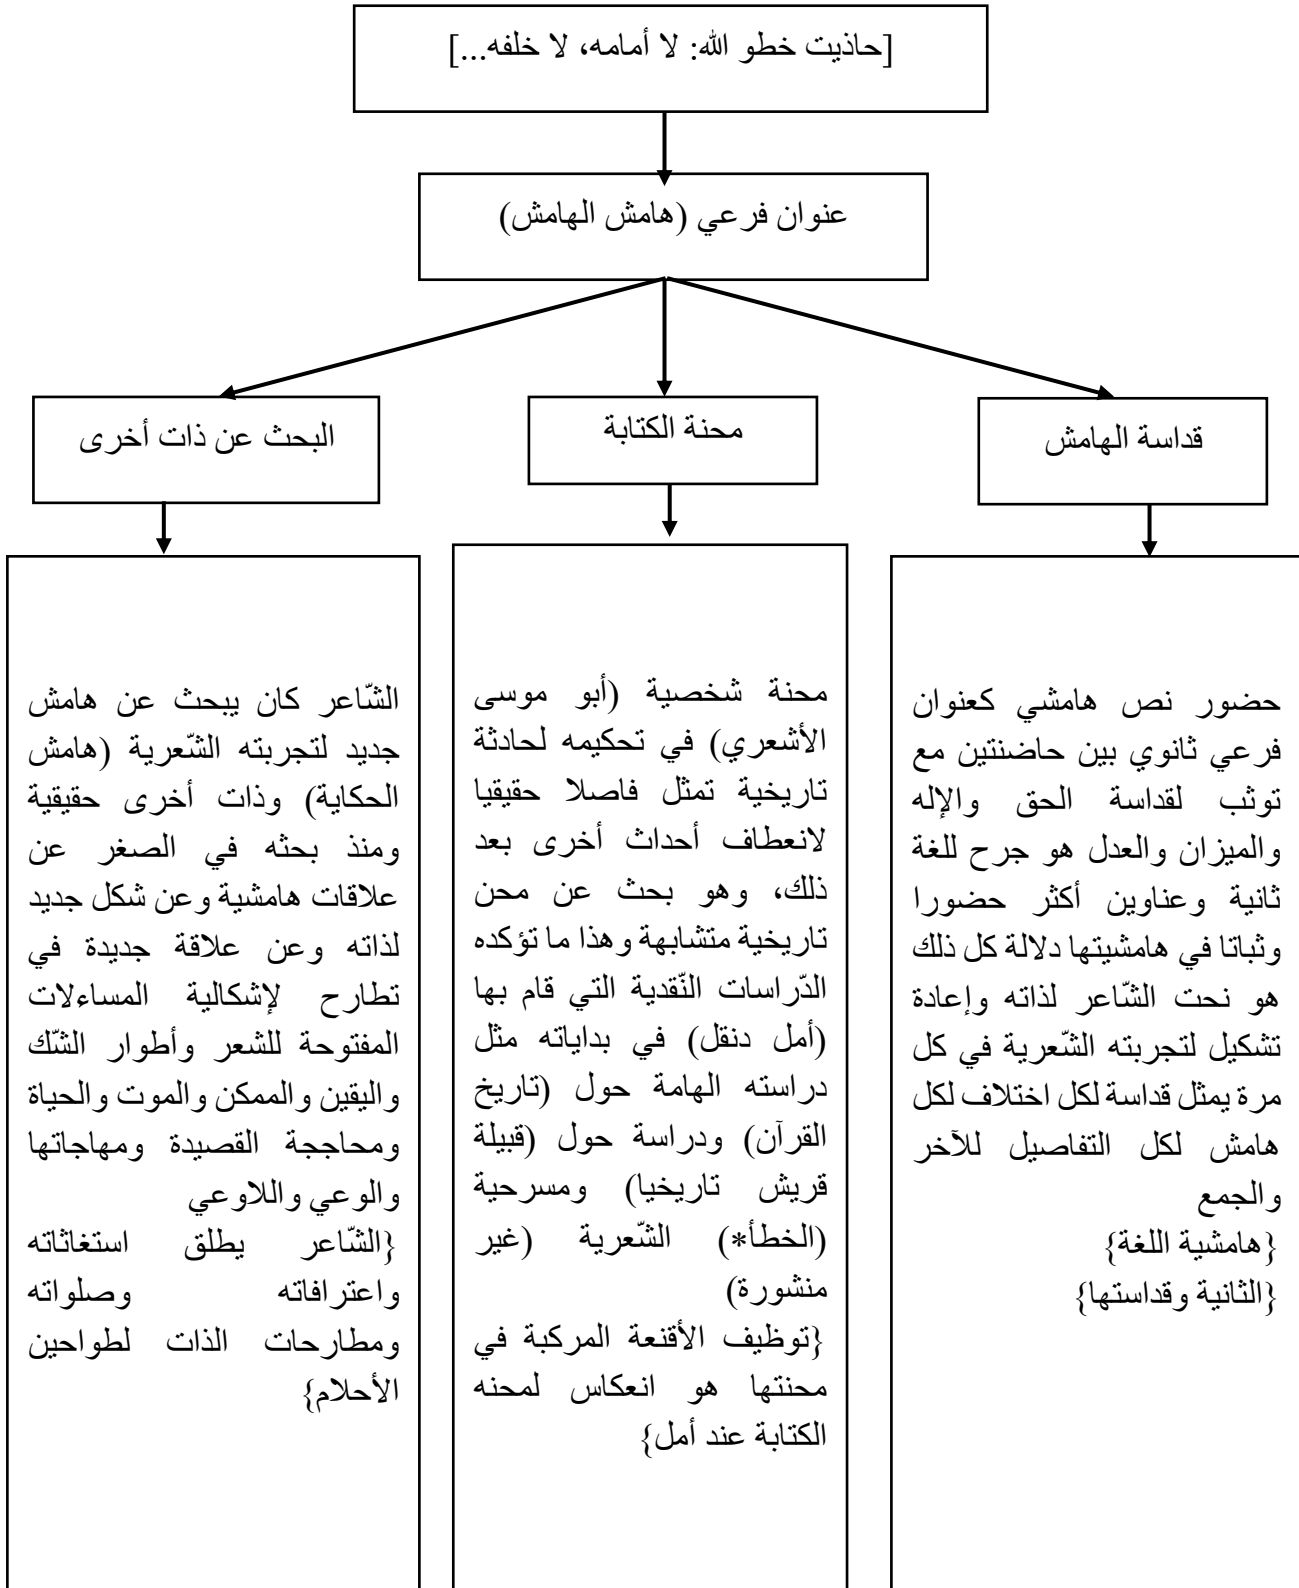 [حاذيت خطو الله: لا أمامه، لا خلفه...]
عنوان فرعي (هامش الهامش)
قداسة الهامش
محنة الكتابة
البحث عن ذات أخرى
حضور نص هامشي كعنوان
فرعي ثانوي بين حاضنتين مع
توثب لقداسة الحق والإله
والميزان والعدل هو جرح للغة
ثانية وعناوين أكثر حضورا
وثباتا في هامشيتها دلالة كل ذلك
هو نحت الشّاعر لذاته وإعادة
تشكيل لتجربته الشّعرية في كل
مرة يمثل قداسة لكل اختلاف لكل
هامش لكل التفاصيل للآخر
والجمع
{هامشية اللغة}
{الثانية وقداستها}
محنة شخصية (أبو موسى
الأشعري) في تحكيمه لحادثة
تاريخية تمثل فاصلا حقيقيا
لانعطاف أحداث أخرى بعد
ذلك، وهو بحث عن محن
تاريخية متشابهة وهذا ما تؤكده
الدّراسات النّقدية التي قام بها
(أمل دنقل) في بداياته مثل
دراسته الهامة حول (تاريخ
القرآن) ودراسة حول (قبيلة
قريش تاريخيا) ومسرحية
(الخطأ*) الشّعرية (غير
منشورة)
{توظيف الأقنعة المركبة في
محنتها هو انعكاس لمحنه
الكتابة عند أمل}
الشّاعر كان يبحث عن هامش
جديد لتجربته الشّعرية (هامش
الحكاية) وذات أخرى حقيقية
ومنذ بحثه في الصغر عن
علاقات هامشية وعن شكل جديد
لذاته وعن علاقة جديدة في
تطارح لإشكالية المساءلات
المفتوحة للشعر وأطوار الشّك
واليقين والممكن والموت والحياة
ومحاججة القصيدة ومهاجاتها
والوعي واللاوعي
{الشّاعر يطلق استغاثاته
واعترافاته وصلواته
ومطارحات الذات لطواحين
الأحلام}